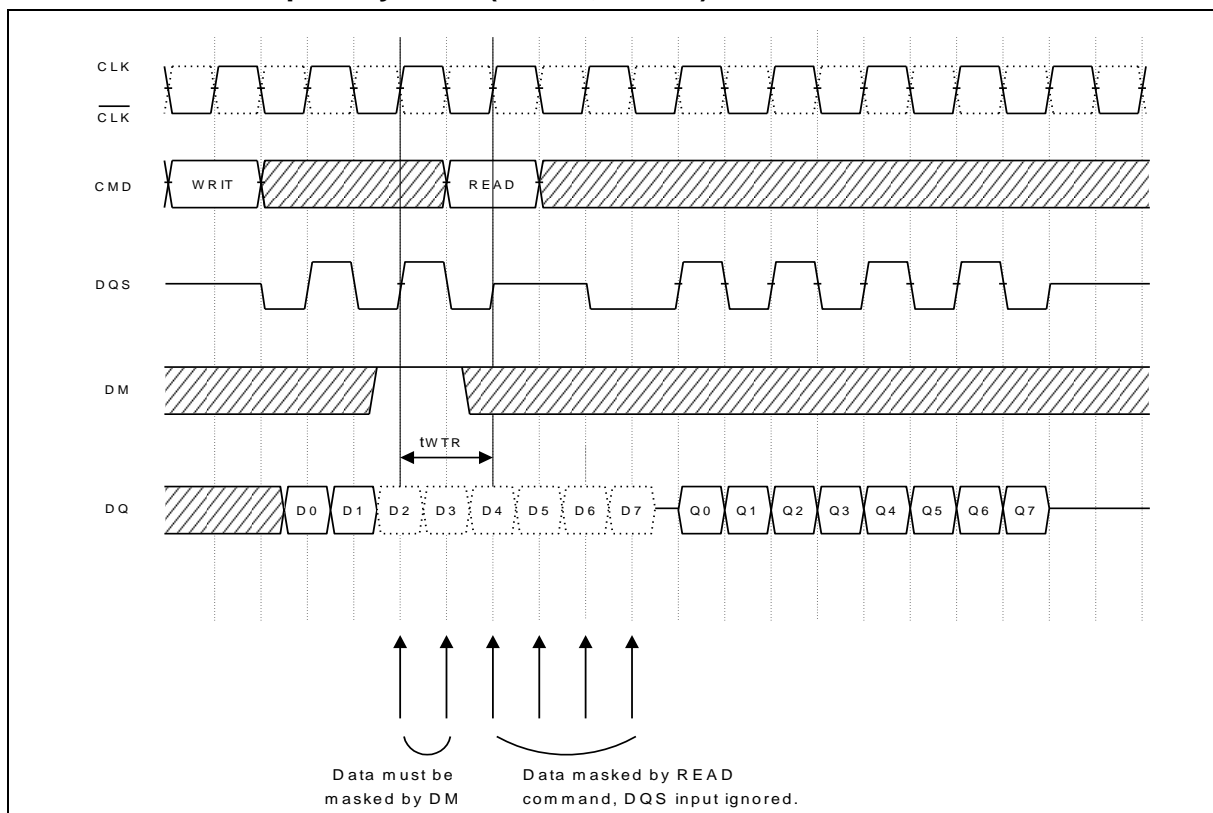 CLK
CLK
CMD
WRIT
READ
DQS
DM
tWTR
DQ
D0 D1 D2 D3 D4 D5 D6 D7 Q0 Q1 Q2 Q3 Q4 Q5 Q6 Q7
Data must be
masked by DM
Data masked by READ
command, DQS input ignored.